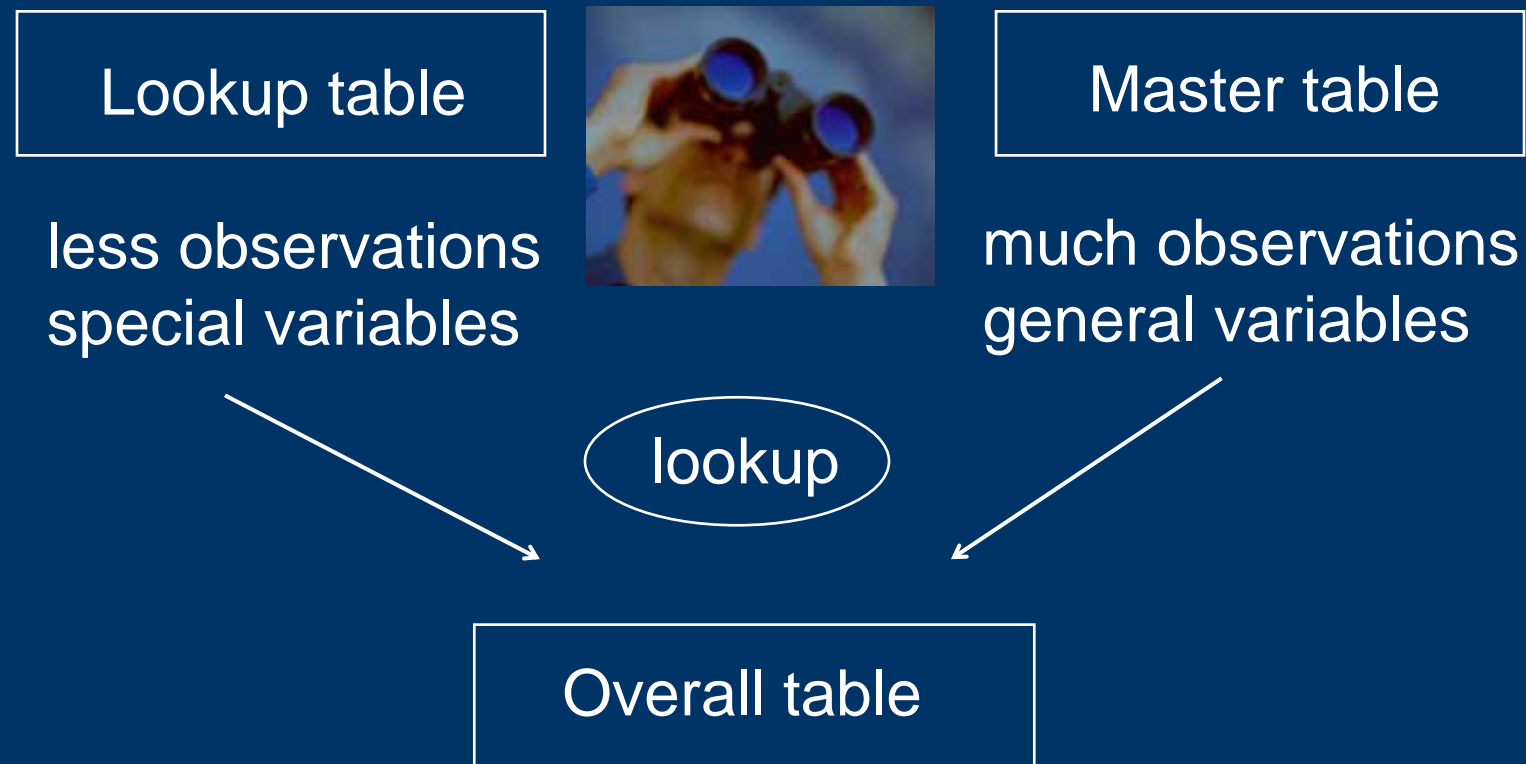 Lookup table
less observations
special variables
Master table
much observations
general variables
lookup
Overall table